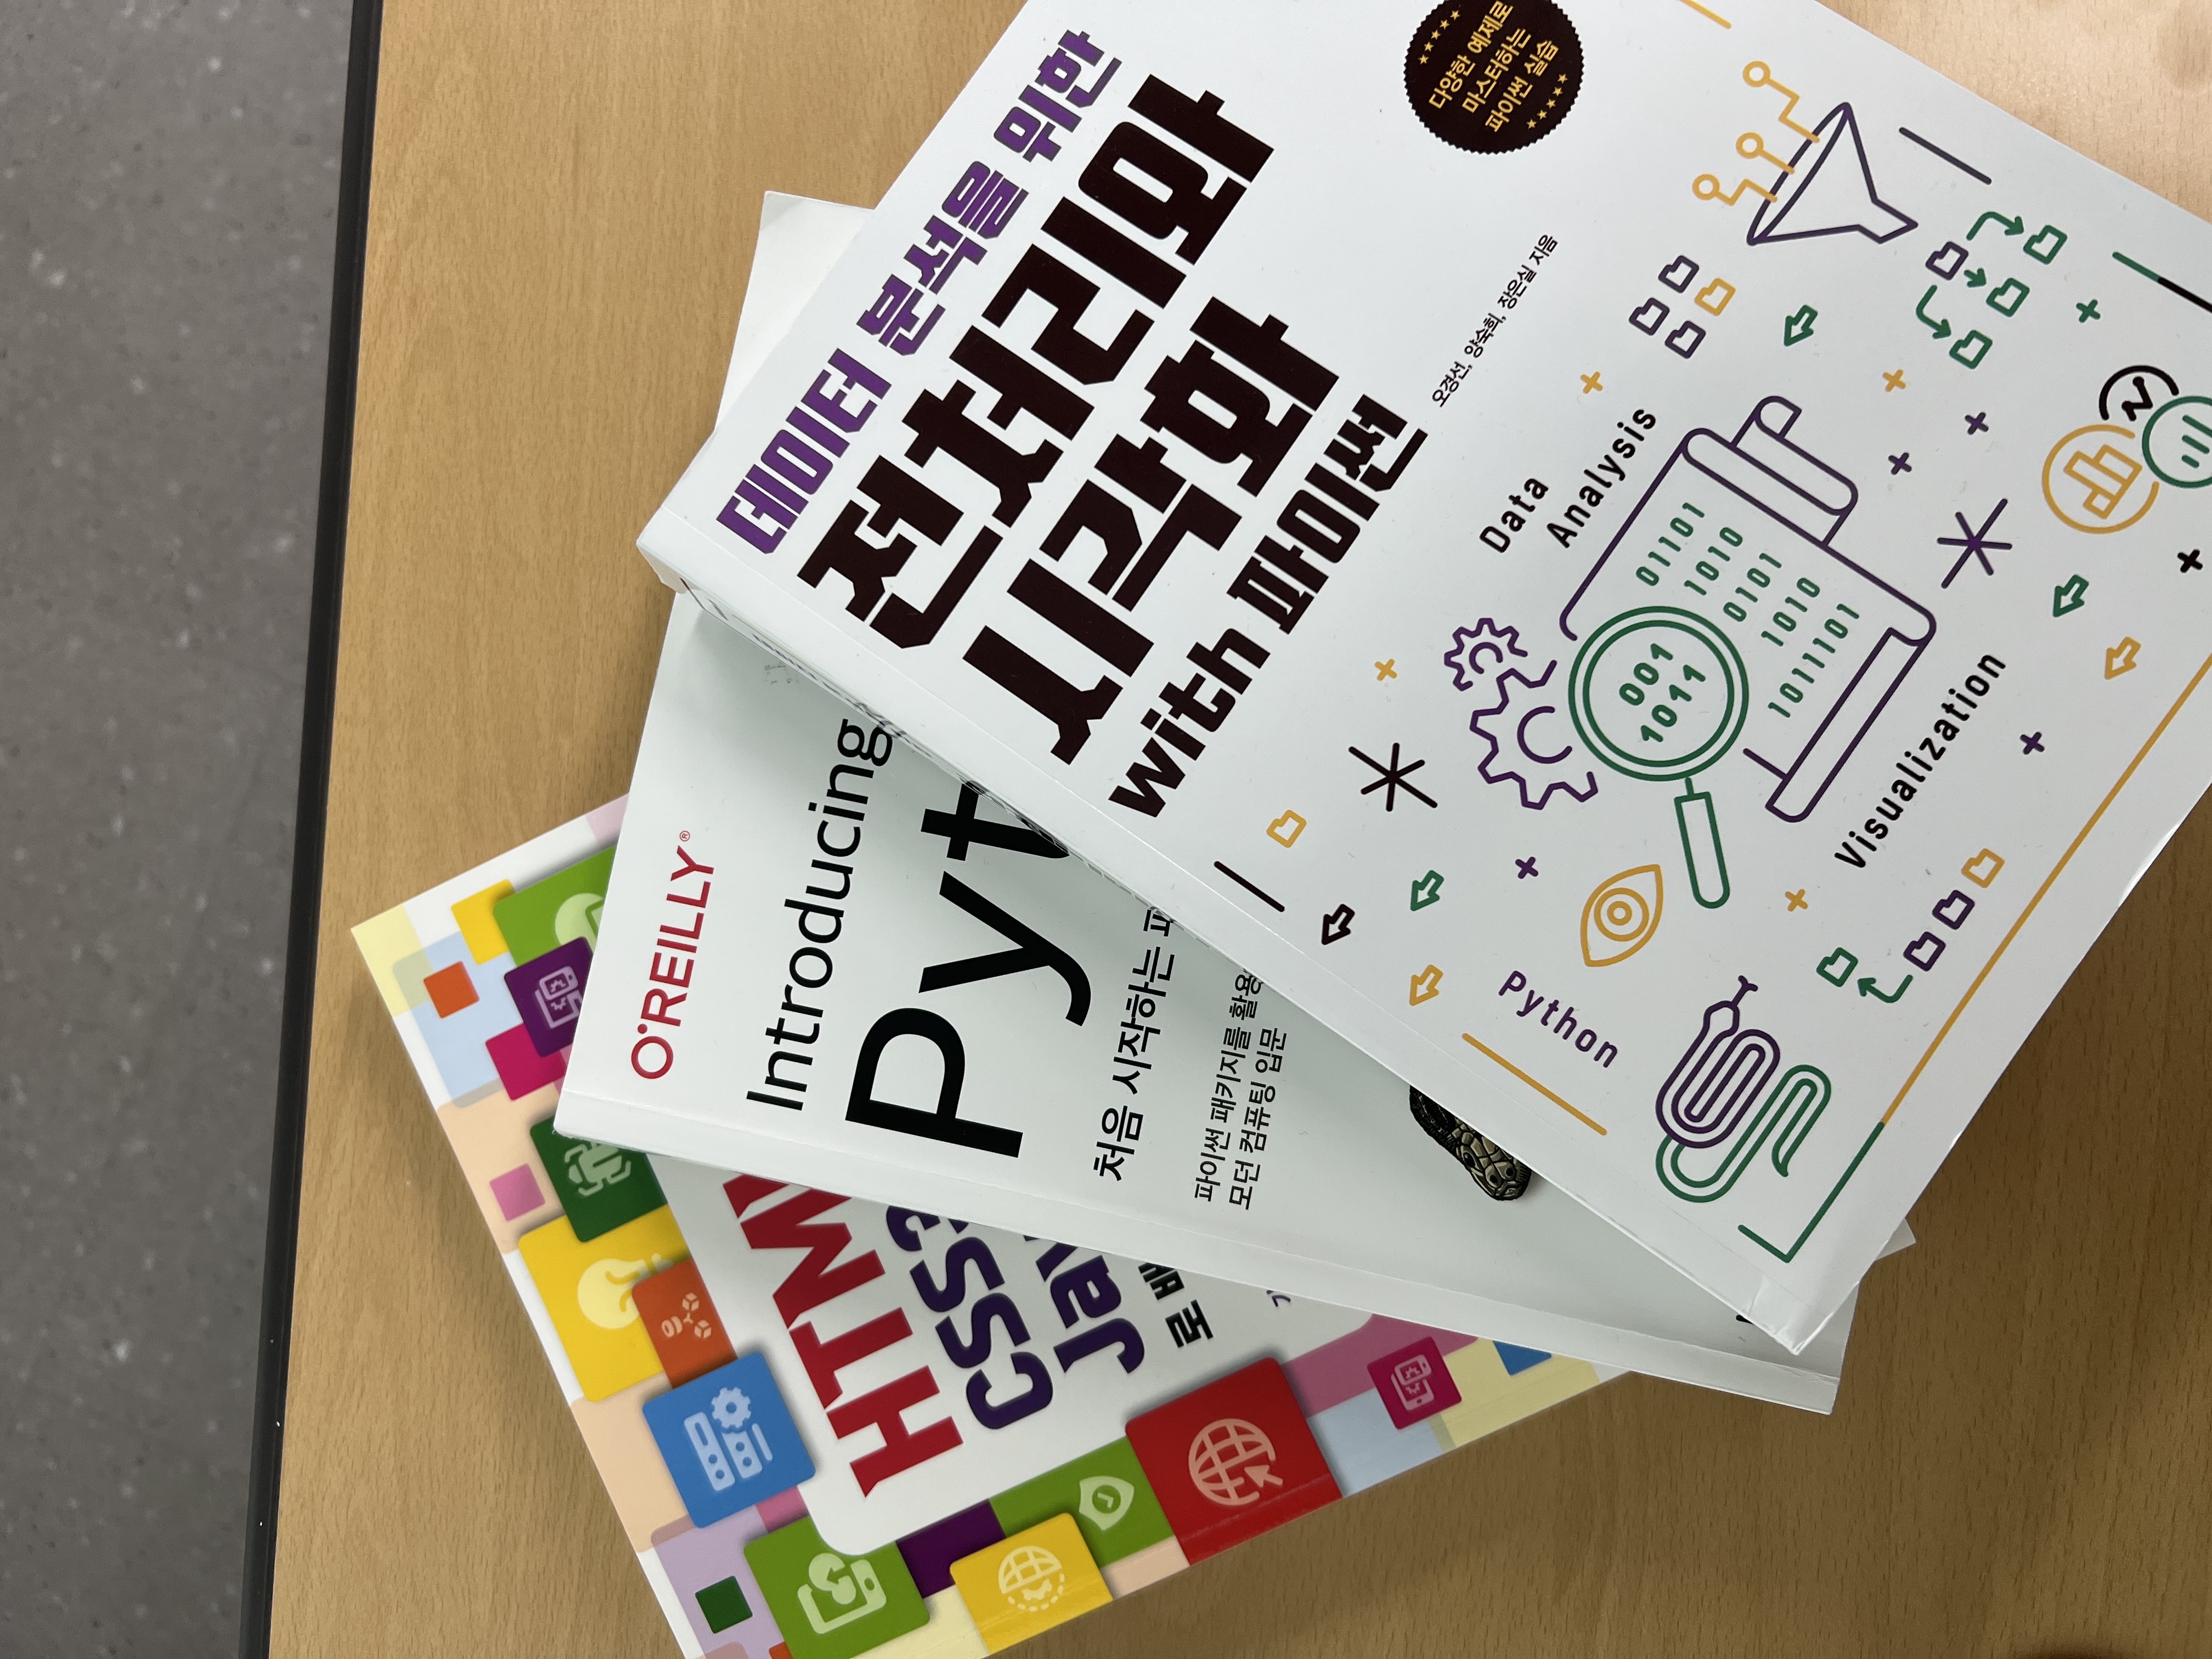 HTML
CSS3
Jav
로 배
O'REILLY®
Introducing
Pyt
처음 시작하는
파이썬 패키지를 활용
모던 컴퓨팅 입문
데이터 분석을 위한
전처리와
시각화
with 파이썬
오경선, 양숙희, 장은실 지음
다양한 예제로
마스터하는
파이썬 실습
Python
Data
Analysis
001
1011
01101
1010
0101
1010
1011101
Visualization